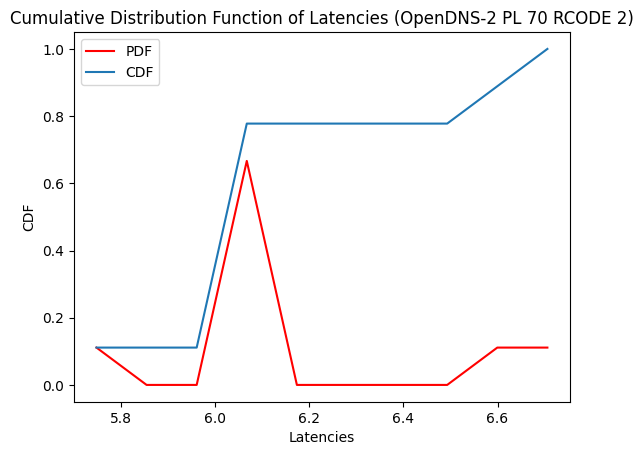 Cumulative Distribution Function of Latencies (OpenDNS-2 PL 70 RCODE 2)
PDF
CDF
1.0
0.8
0.6
0.4
0.2
0.0
CDF
5.8 6.0 6.2 6.4 6.6
Latencies